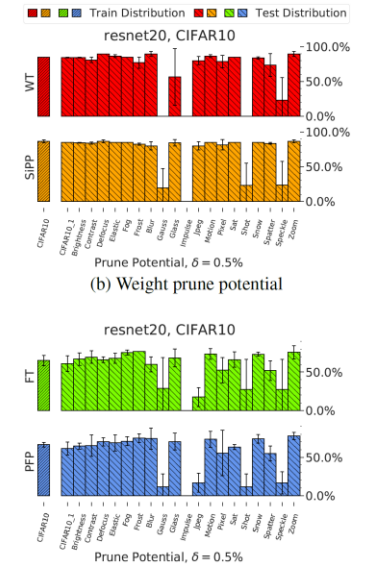 Train Distribution Test Distribution
resnet20, CIFAR10
100.0%
WT
50.0%
0.0%
100.0%
SiPP
50.0%
0.0%
CIFAR10 CIFAR10_1 Brightness Contrast Defocus Elastic Fog Frost Blur Gauss Glass Impulse Jpeg Motion Pixel Sat Shot Snow Spatter Speckle Zoom
Prune Potential, δ = 0.5%
(b) Weight prune potential
resnet20, CIFAR10
FT
50.0%
0.0%
PFP
50.0%
0.0%
CIFAR10 CIFAR10_1 Brightness Contrast Defocus Elastic Fog Frost Blur Gauss Glass Impulse Jpeg Motion Pixel Sat Shot Snow Spatter Speckle Zoom
Prune Potential, δ = 0.5%